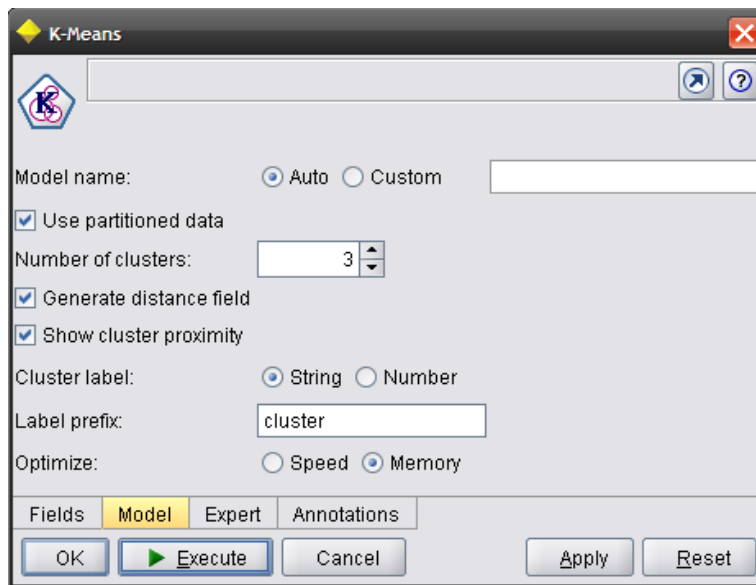 K-Means
K
Model name: Auto Custom
Use partitioned data
Number of clusters: 3
Generate distance field
Show cluster proximity
Cluster label: String Number
Label prefix: cluster
Optimize: Speed Memory
Fields Model Expert Annotations
OK Execute Cancel Apply Reset